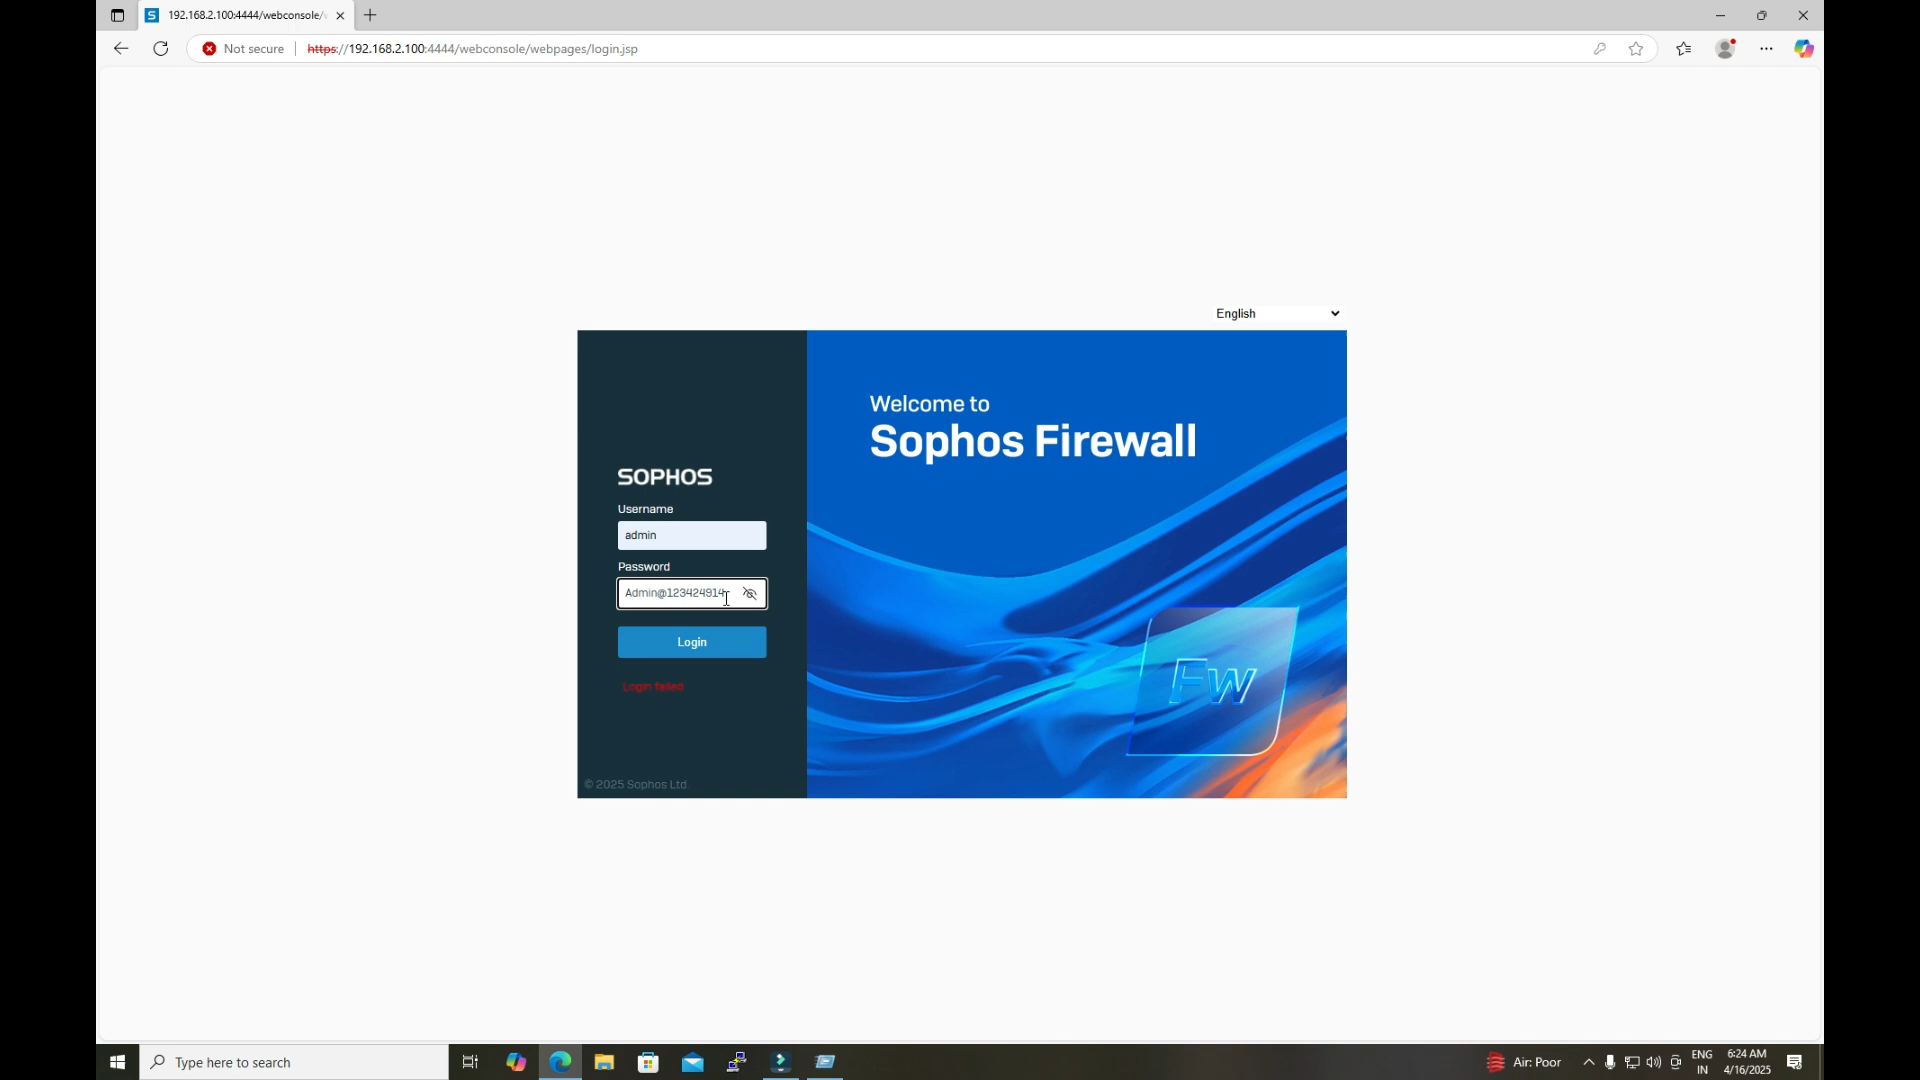 192.168.2.100:4444/webconsole/
Not secure
https://192.168.2.100:4444/webconsole/webpages/login.jsp
English
Welcome to
Sophos Firewall
SOPHOS
Username
admin
Password
Admin@123424914
Login
Login failed
Fw
© 2025 Sophos Ltd.
Type here to search
Air: Poor
ENG
IN
6:24 AM
4/16/2025